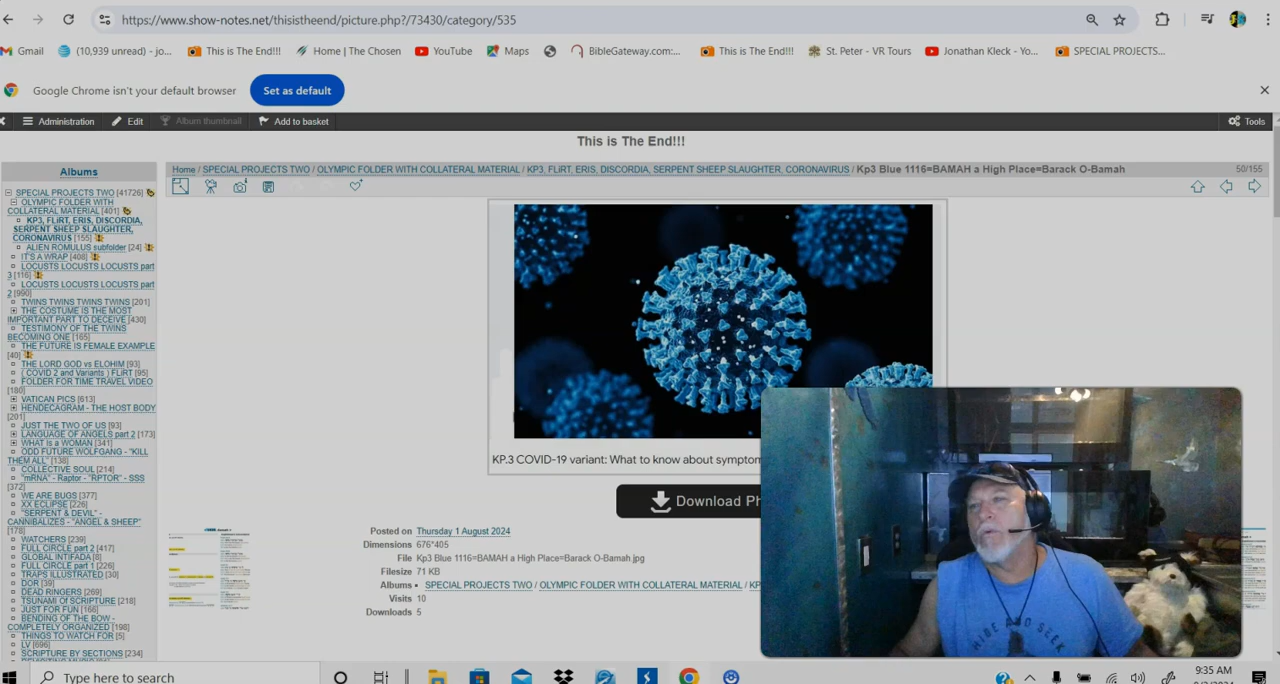 https://www.show-notes.net/thisistheend/picture.php?/73430/category/535
Gmail
(10,939 unread) - jo...
This is The End!!!
Home | The Chosen
YouTube
Maps
BibleGateway.com:...
This is The End!!!
St. Peter - VR Tours
Jonathan Kleck - Yo...
SPECIAL PROJECTS...
Google Chrome isn't your default browser
Set as default
Administration
Edit
Album thumbnail
Add to basket
Tools
This is The End!!!
Albums
Home / SPECIAL PROJECTS TWO / OLYMPIC FOLDER WITH COLLATERAL MATERIAL / KP3, FLIRT, ERIS, DISCORDIA, SERPENT SHEEP SLAUGHTER, CORONAVIRUS / Kp3 Blue 1116=BAMAH a High Place=Barack O-Bamah
50/155
SPECIAL PROJECTS TWO [41726]
OLYMPIC FOLDER WITH
COLLATERAL MATERIAL [401]
KP3, FLiRT, ERIS, DISCORDIA,
SERPENT SHEEP SLAUGHTER,
CORONAVIRUS [155]
ALIEN ROMULUS subfolder [24]
IT'S A WRAP [408]
LOCUSTS LOCUSTS LOCUSTS part
3 [116]
LOCUSTS LOCUSTS LOCUSTS part
2 [990]
TWINS TWINS TWINS TWINS [201]
THE COSTUME IS THE MOST
IMPORTANT PART TO DECEIVE [430]
TESTIMONY OF THE TWINS
BECOMING ONE [165]
THE FUTURE IS FEMALE EXAMPLE
[40]
THE LORD GOD vs ELOHIM [93]
( COVID 2 and Variants ) FLiRT [95]
FOLDER FOR TIME TRAVEL VIDEO
[180]
VATICAN PICS [613]
HENDECAGRAM - THE HOST BODY
[201]
JUST THE TWO OF US [93]
LANGUAGE OF ANGELS part 2 [173]
WHAT Is a WOMAN [341]
ODD FUTURE WOLFGANG - "KILL
THEM ALL" [138]
COLLECTIVE SOUL [214]
"mRNA" - Raptor - "RPTOR" - SSS
[372]
WE ARE BUGS [377]
XX ECLIPSE [226]
"SERPENT & DEVIL" -
CANNIBALIZES - "ANGEL & SHEEP"
[178]
WATCHERS [239]
FULL CIRCLE part 2 [417]
GLOBAL INTIFADA [8]
FULL CIRCLE part 1 [226]
TRAPS ILLUSTRATED [30]
DOR [39]
DEAD RINGERS [269]
TSUNAMI Of SCRIPTURE [218]
JUST FOR FUN [166]
BENDING OF THE BOW -
COMPLETELY ORGANIZED [198]
THINGS TO WATCH FOR [5]
LV [696]
SCRIPTURE BY SECTIONS [234]
KP.3 COVID-19 variant: What to know about symptom
Download Ph
Posted on Thursday 1 August 2024
Dimensions 676*405
File Kp3 Blue 1116=BAMAH a High Place=Barack O-Bamah.jpg
Filesize 71 KB
Albums SPECIAL PROJECTS TWO / OLYMPIC FOLDER WITH COLLATERAL MATERIAL / KP
Visits 10
Downloads 5
HIDE AND SEEK
Type here to search
9:35 AM